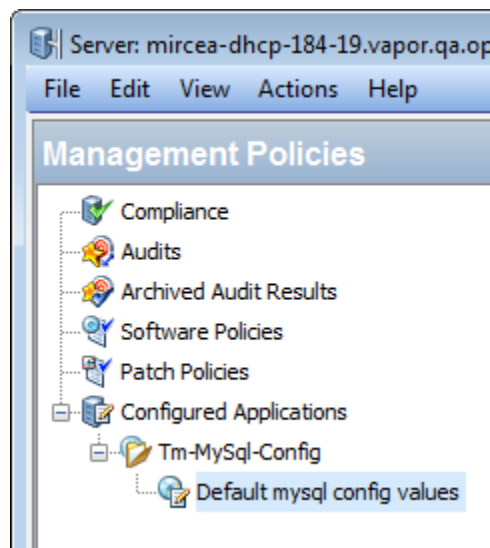 Server: mircea-dhcp-184-19.vapor.qa.op
File Edit View Actions Help
Management Policies
Compliance
Audits
Archived Audit Results
Software Policies
Patch Policies
Configured Applications
Tm-MySql-Config
Default mysql config values